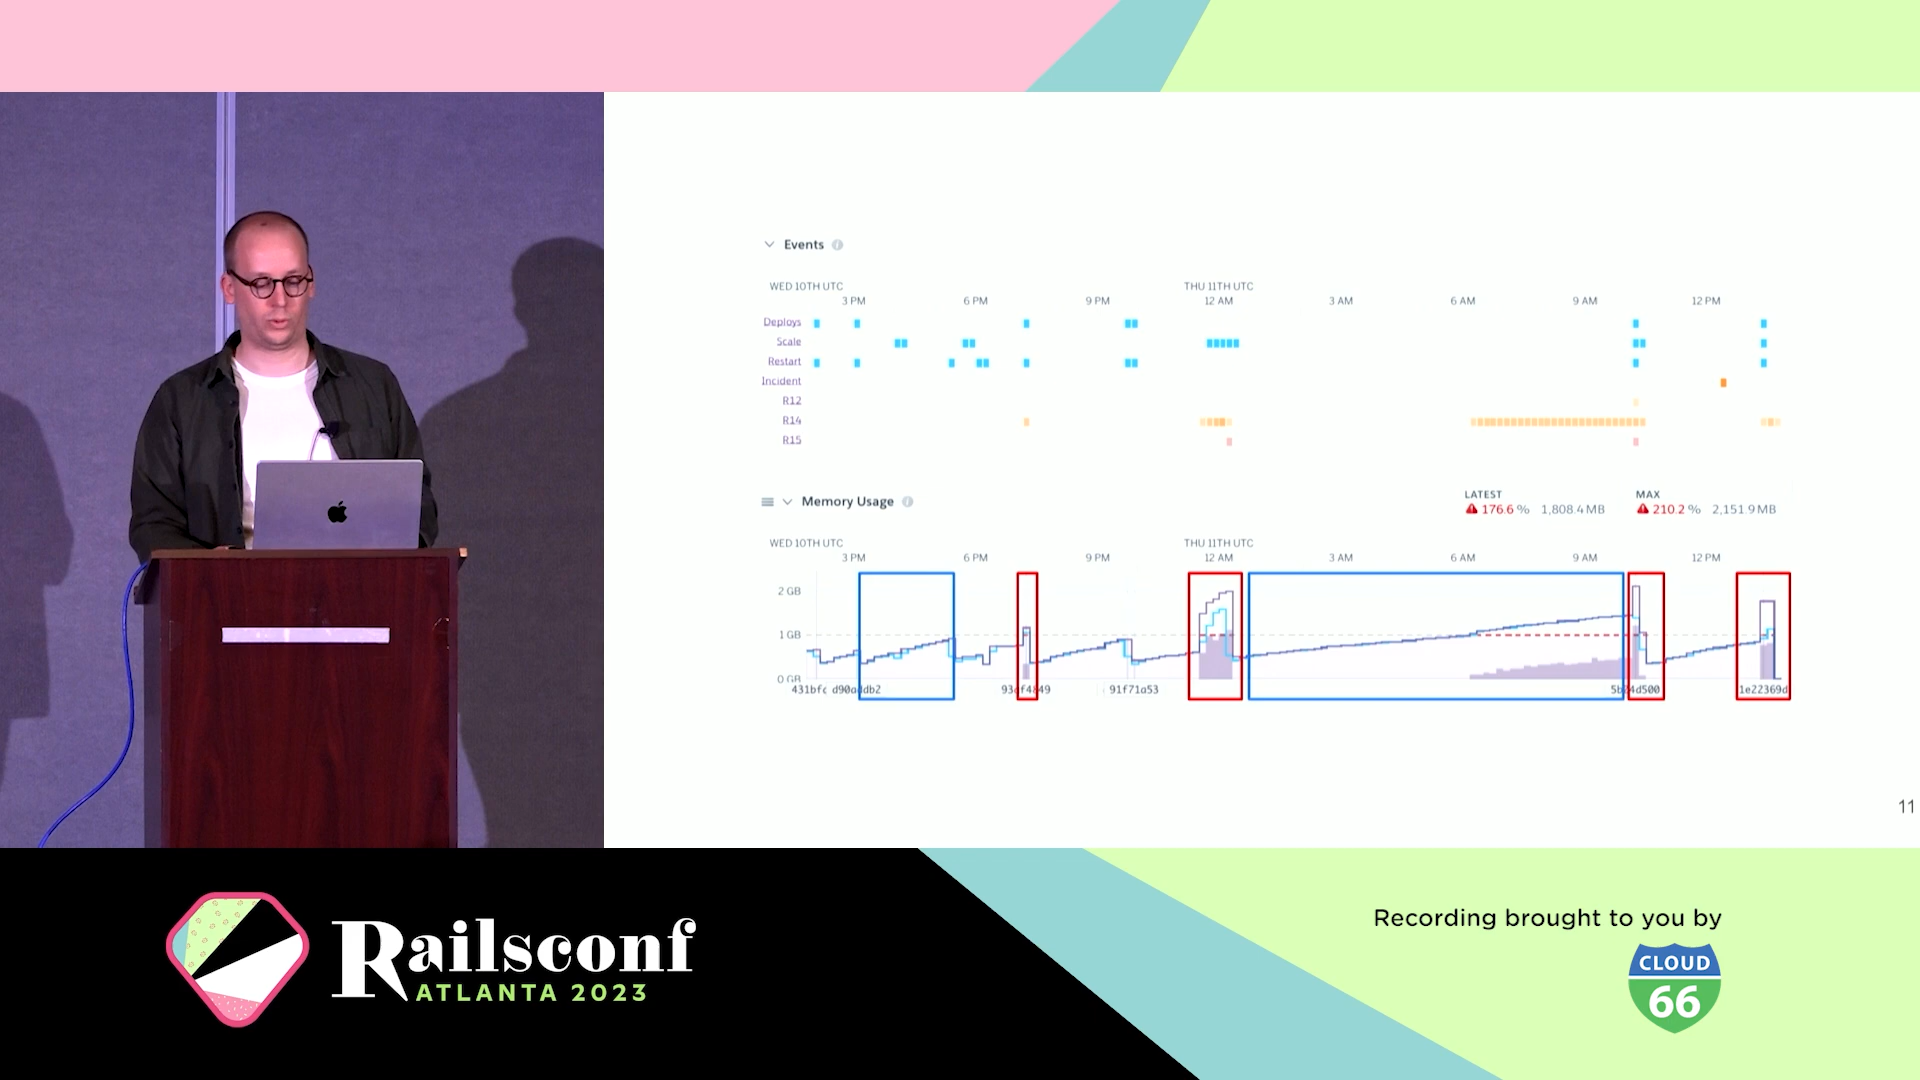 Events
WED 10TH UTC
THU 11TH UTC
3 PM 6 PM 9 PM 12 AM 3 AM 6 AM 9 AM 12 PM
Deploys
Scale
Restart
Incident
R12
R14
R15
Memory Usage
LATEST
176.6 % 1,808.4 MB
MAX
210.2 % 2,151.9 MB
WED 10TH UTC
THU 11TH UTC
3 PM 6 PM 9 PM 12 AM 3 AM 6 AM 9 AM 12 PM
2 GB
1 GB
0 GB
91f71a53
1e22369d
11
Railsconf
ATLANTA 2023
Recording brought to you by
CLOUD
66